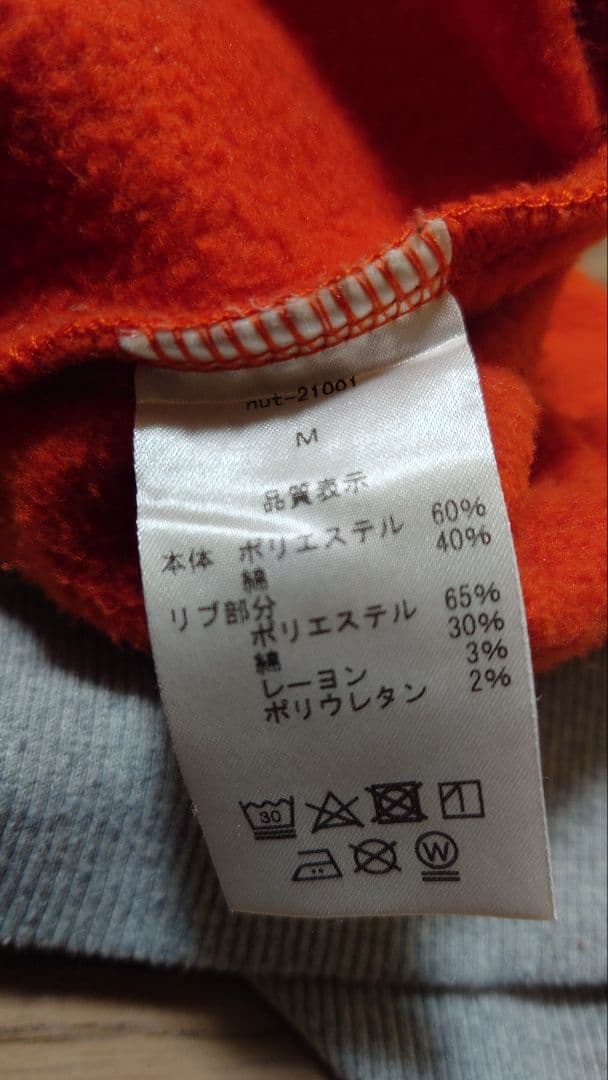 nut-21001
M
品質表示
本体 ポリエステル 60%
綿 40%
リブ部分
ポリエステル 65%
綿 30%
レーヨン 3%
ポリウレタン 2%
30
W